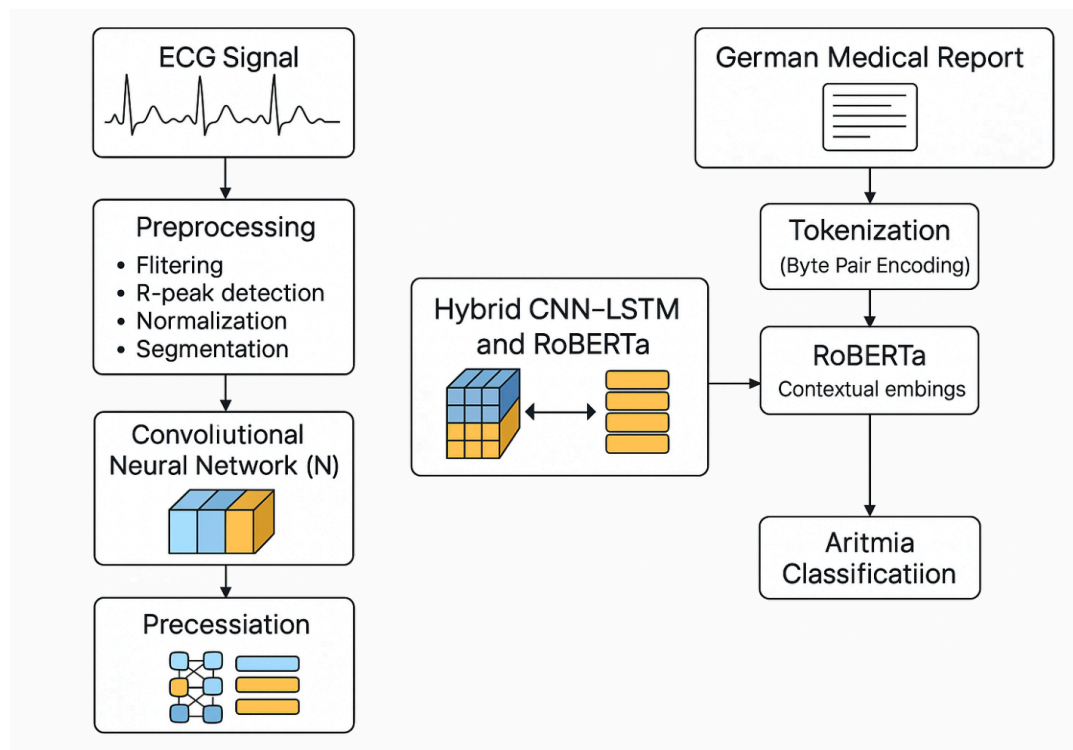 ECG Signal
Preprocessing
• Flitering
• R-peak detection
• Normalization
• Segmentation
Convoliutional
Neural Network (N)
Precessiation
Hybrid CNN–LSTM
and RoBERTa
German Medical Report
Tokenization
(Byte Pair Encoding)
RoBERTa
Contextual embings
Aritmia
Classificatiion